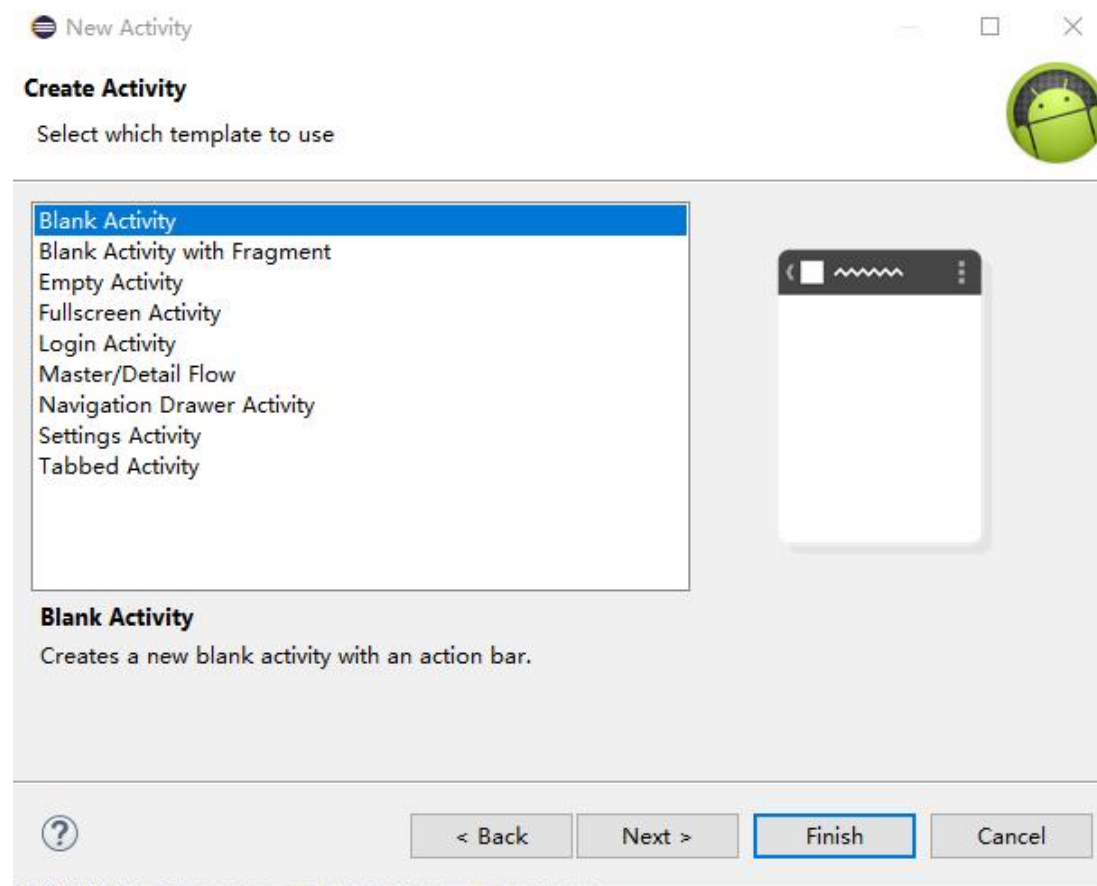 New Activity
Create Activity
Select which template to use
Blank Activity
Blank Activity with Fragment
Empty Activity
Fullscreen Activity
Login Activity
Master/Detail Flow
Navigation Drawer Activity
Settings Activity
Tabbed Activity
Blank Activity
Creates a new blank activity with an action bar.
? < Back Next > Finish Cancel